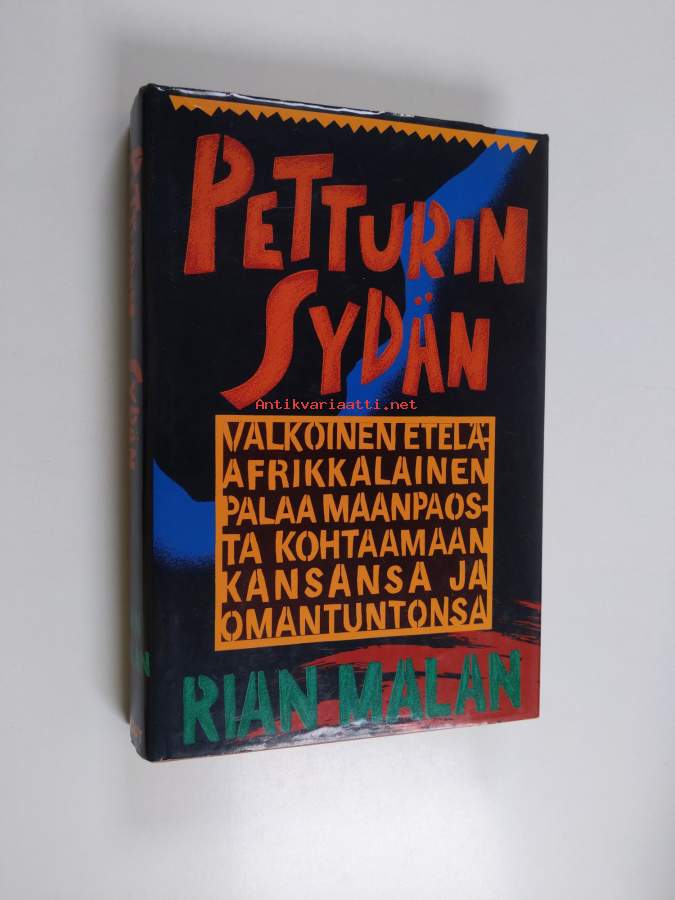 PETTURIN
SYDÄN
Antikvariaatti.net
VALKOINEN ETELÄ-
AFRIKKALAINEN
PALAA MAANPAOS-
TA KOHTAAMAAN
KANSANSA JA
OMANTUNTONSA
RIAN MALAN